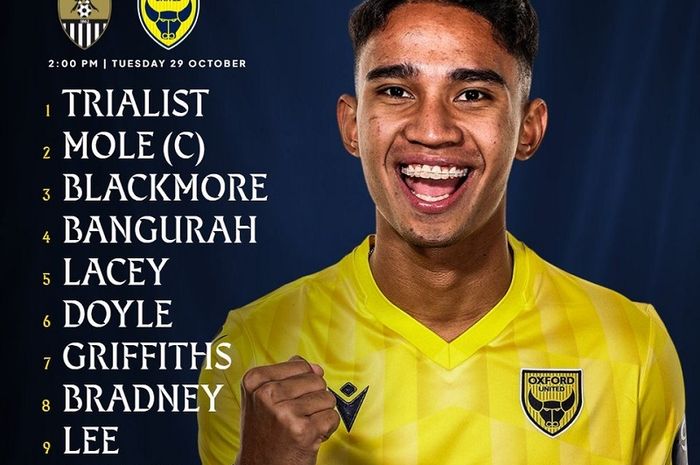 UNITED
2:00 PM | TUESDAY 29 OCTOBER
1 TRIALIST
2 MOLE (C)
3 BLACKMORE
4 BANGURAH
5 LACEY
6 DOYLE
7 GRIFFITHS
8 BRADNEY
9 LEE
OXFORD
UNITED